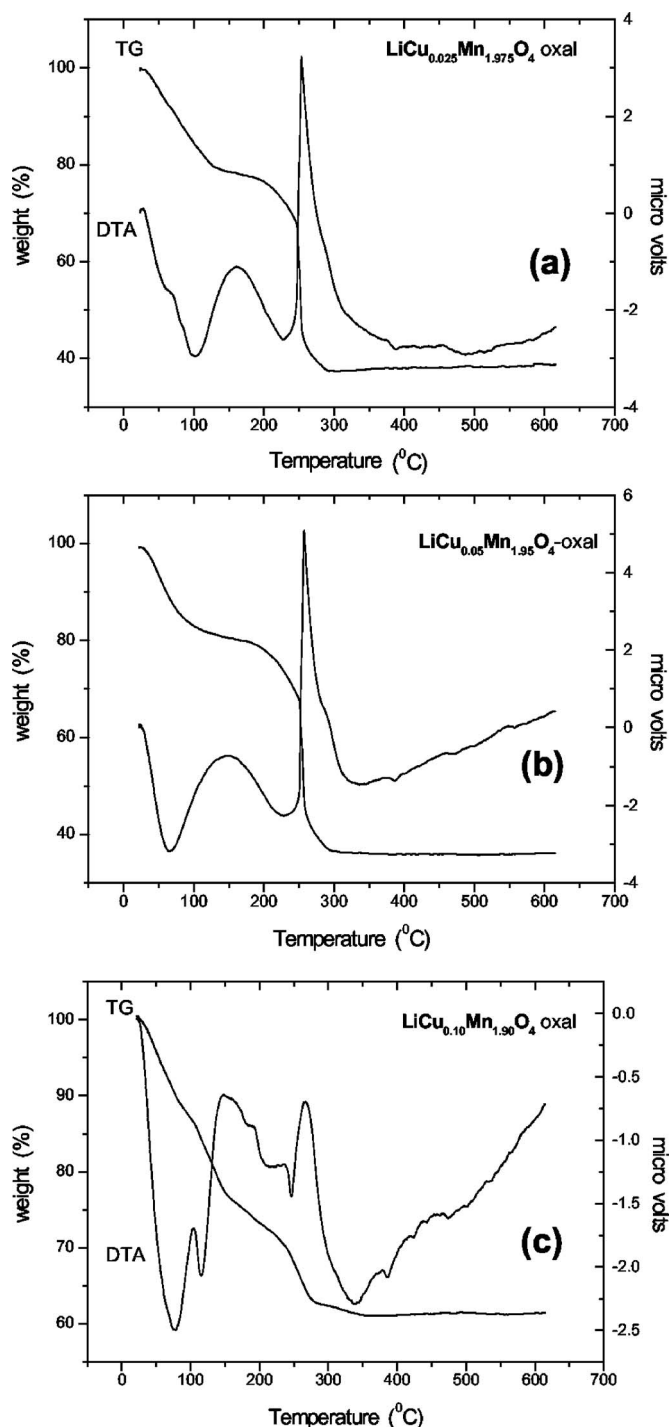 TG
LiCu0.025Mn1.975O4 oxal
DTA
(a)
weight (%)
micro volts
100
80
60
40
4
3
2
1
0
-2
-4
0 100 200 300 400 500 600 700
Temperature (⁰C)
LiCu0.05Mn1.95O4-oxal
(b)
weight (%)
micro volts
100
80
60
40
6
4
2
0
-2
-4
0 100 200 300 400 500 600 700
Temperature (⁰C)
TG
LiCu0.10Mn1.90O4 oxal
DTA
(c)
weight (%)
micro volts
100
90
80
70
60
0.0
-0.5
-1.0
-1.5
-2.0
-2.5
0 100 200 300 400 500 600 700
Temperature (⁰C)